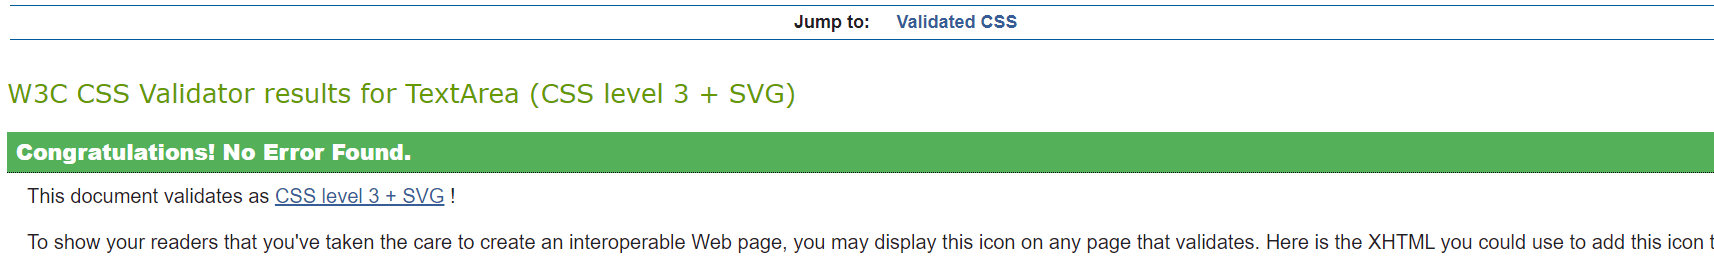 Jump to: Validated CSS
W3C CSS Validator results for TextArea (CSS level 3 + SVG)
Congratulations! No Error Found.
This document validates as CSS level 3 + SVG !
To show your readers that you've taken the care to create an interoperable Web page, you may display this icon on any page that validates. Here is the XHTML you could use to add this icon t